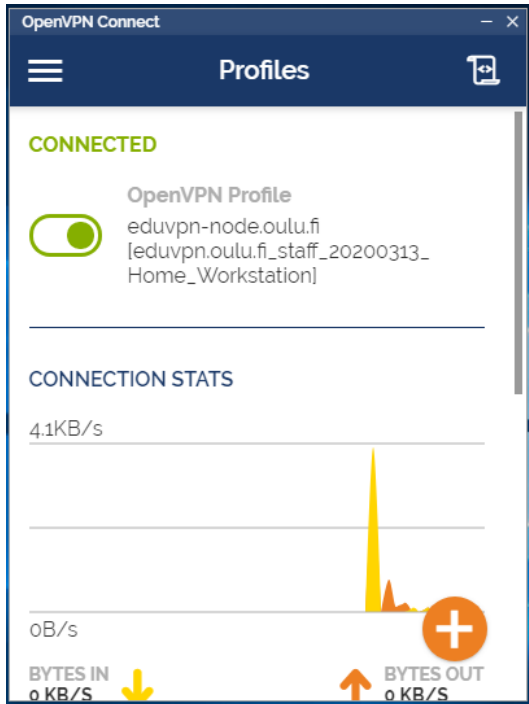 OpenVPN Connect
Profiles
CONNECTED
OpenVPN Profile
eduvpn-node.oulu.fi
[eduvpn.oulu.fi_staff_20200313_
Home_Workstation]
CONNECTION STATS
4.1KB/s
0B/s
BYTES IN
0 KB/S
BYTES OUT
0 KB/S